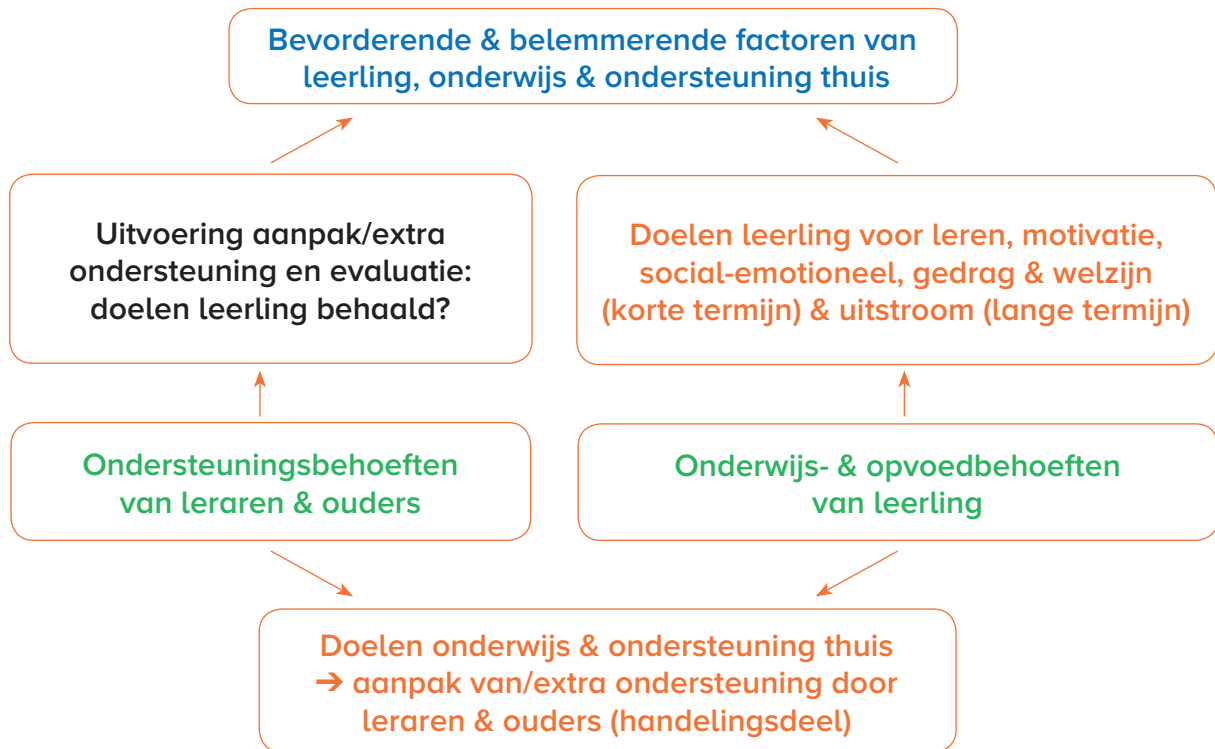 Bevorderende & belemmerende factoren van
leerling, onderwijs & ondersteuning thuis
Uitvoering aanpak/extra
ondersteuning en evaluatie:
doelen leerling behaald?
Doelen leerling voor leren, motivatie,
social-emotioneel, gedrag & welzijn
(korte termijn) & uitstroom (lange termijn)
Ondersteuningsbehoeften
van leraren & ouders
Onderwijs- & opvoedbehoeften
van leerling
Doelen onderwijs & ondersteuning thuis
➔ aanpak van/extra ondersteuning door
leraren & ouders (handelingsdeel)